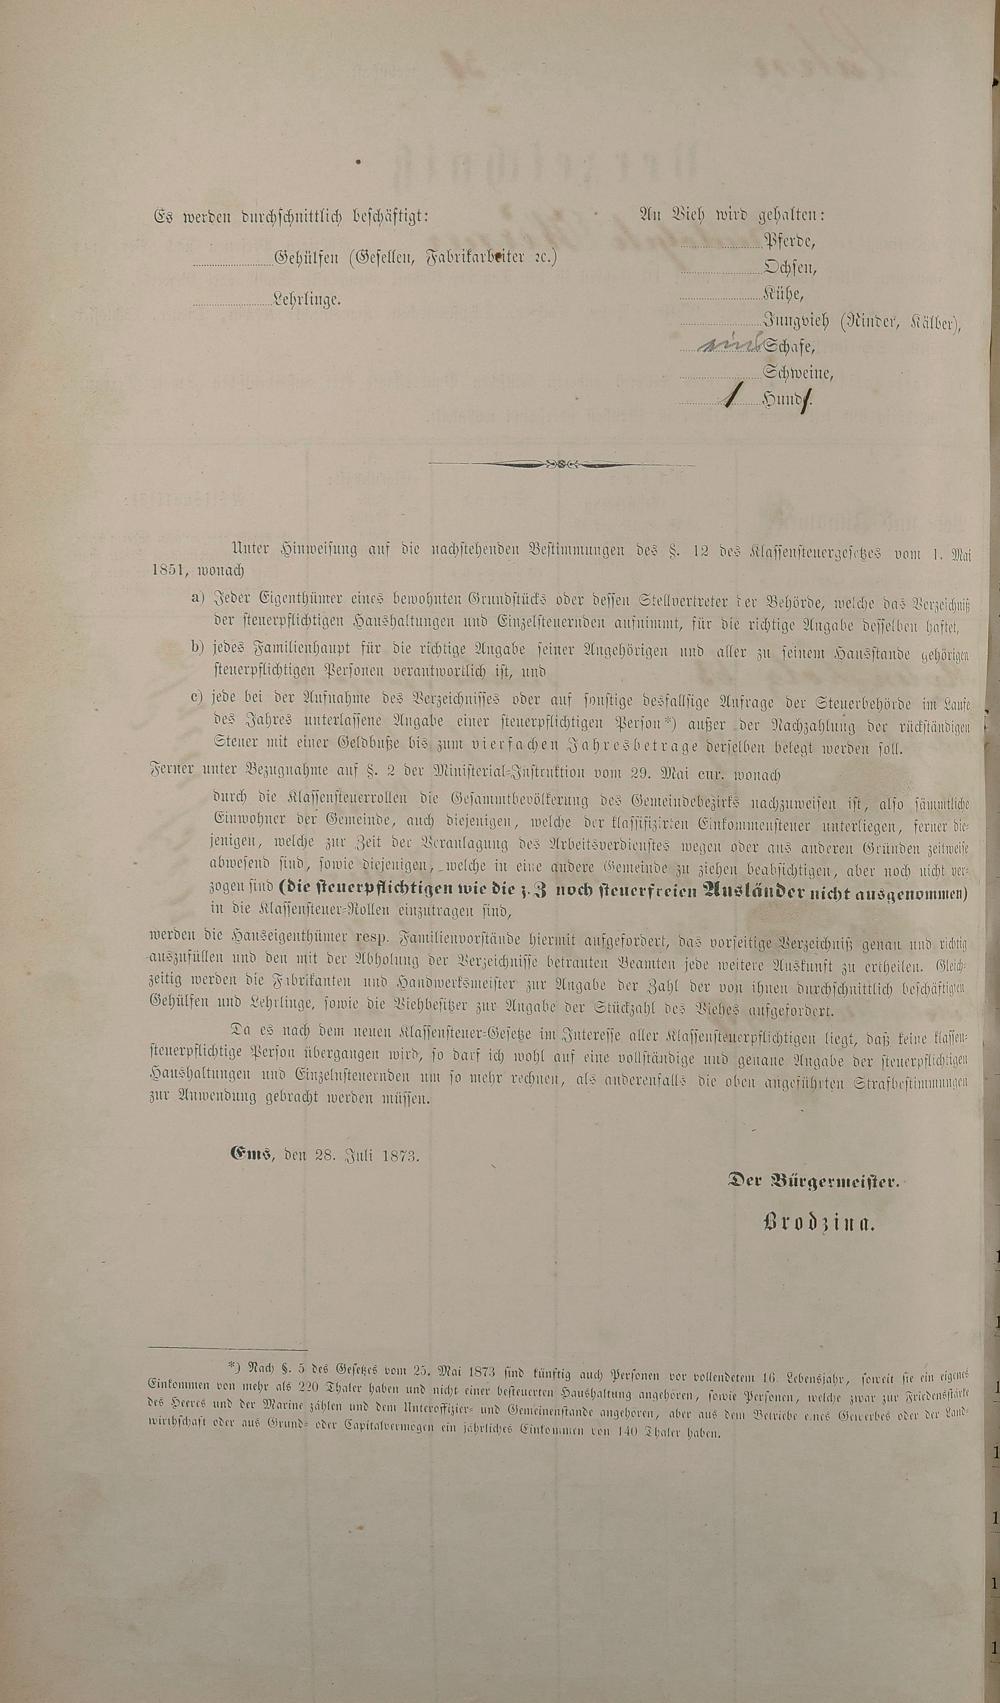 Es werden durchschnittlich beschäftigt:
Gehülfen (Gesellen, Fabrikarbeiter ꝛc.)
Lehrlinge.
An Vieh wird gehalten:
Pferde,
Ochsen,
Kühe,
Jungvieh (Rinder, Kälber),
Schafe,
Schweine,
1 Hund.
Unter Hinweisung auf die nachstehenden Bestimmungen des §. 12 des Klassensteuergesetzes vom 1. Mai
1851, wonach
a) Jeder Eigenthümer eines bewohnten Grundstücks oder dessen Stellvertreter der Behörde, welche das Verzeichniß
der steuerpflichtigen Haushaltungen und Einzelsteuernden aufnimmt, für die richtige Angabe desselben haftet,
b) jedes Familienhaupt für die richtige Angabe seiner Angehörigen und aller zu seinem Hausstande gehörigen
steuerpflichtigen Personen verantwortlich ist, und
c) jede bei der Aufnahme des Verzeichnisses oder auf sonstige desfallsige Anfrage der Steuerbehörde im Laufe
des Jahres unterlassene Angabe einer steuerpflichtigen Person *) außer der Nachzahlung der rückständigen
Steuer mit einer Geldbuße bis zum vierfachen Jahresbetrage derselben belegt werden soll.
Ferner unter Bezugnahme auf §. 2 der Ministerial-Instruktion vom 29. Mai cur. wonach
durch die Klassensteuerrollen die Gesammtbevölkerung des Gemeindebezirks nachzuweisen ist, also sämmtliche
Einwohner der Gemeinde, auch diejenigen, welche der klassifizirten Einkommensteuer unterliegen, ferner die-
jenigen, welche zur Zeit der Veranlagung des Arbeitsverdienstes wegen oder aus anderen Gründen zeitweise
abwesend sind, sowie diejenigen, welche in eine andere Gemeinde zu ziehen beabsichtigen, aber noch nicht ver-
zogen sind (die steuerpflichtigen wie die z. Z noch steuerfreien Ausländer nicht ausgenommen)
in die Klassensteuer-Rollen einzutragen sind,
werden die Hauseigenthümer resp. Familienvorstände hiermit aufgefordert, das vorseitige Verzeichniß genau und richtig
auszufüllen und den mit der Abholung der Verzeichnisse betrauten Beamten jede weitere Auskunft zu ertheilen. Gleich-
zeitig werden die Fabrikanten und Handwerksmeister zur Angabe der Zahl der von ihnen durchschnittlich beschäftigten
Gehülfen und Lehrlinge, sowie die Viehbesitzer zur Angabe der Stückzahl des Viehes aufgefordert.
Da es nach dem neuen Klassensteuer-Gesetze im Interesse aller Klassensteuerpflichtigen liegt, daß keine klassen-
steuerpflichtige Person übergangen wird, so darf ich wohl auf eine vollständige und genaue Angabe der steuerpflichtigen
Haushaltungen und Einzelnsteuernden um so mehr rechnen, als anderenfalls die oben angeführten Strafbestimmungen
zur Anwendung gebracht werden müssen.
Ems, den 28. Juli 1873.
Der Bürgermeister.
Brodzina.
*) Nach §. 5 des Gesetzes vom 25. Mai 1873 sind künftig auch Personen vor vollendetem 16. Lebensjahr, soweit sie ein eigenes
Einkommen von mehr als 220 Thaler haben und nicht einer besteuerten Haushaltung angehören, sowie Personen, welche zwar zur Friedensstärke
des Heeres und der Marine zählen und dem Unteroffizier- und Gemeinenstande angehören, aber aus dem Betriebe eines Gewerbes oder der Land-
wirthschaft oder aus Grund- oder Capitalvermögen ein jährliches Einkommen von 140 Thaler haben.